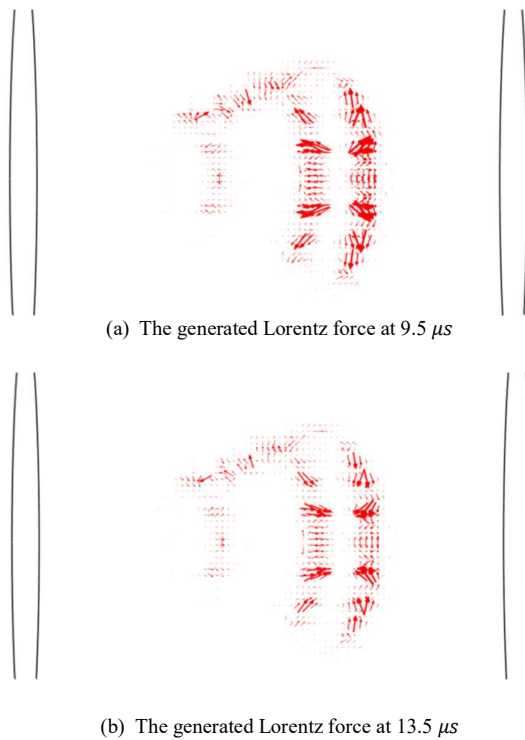 (a) The generated Lorentz force at 9.5 μs
(b) The generated Lorentz force at 13.5 μs